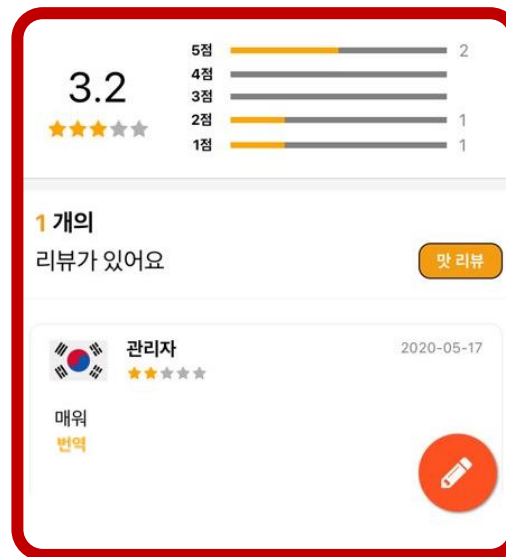 3.2
5점 2
4점
3점
2점 1
1점 1
1 개의
리뷰가 있어요
맛 리뷰
관리자 2020-05-17
매워
번역